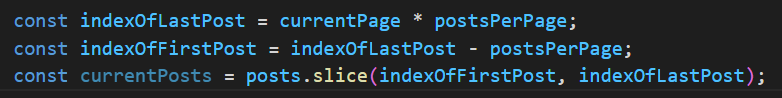 const indexOfLastPost = currentPage * postsPerPage;
const indexOfFirstPost = indexOfLastPost - postsPerPage;
const currentPosts = posts.slice(indexOfFirstPost, indexOfLastPost);